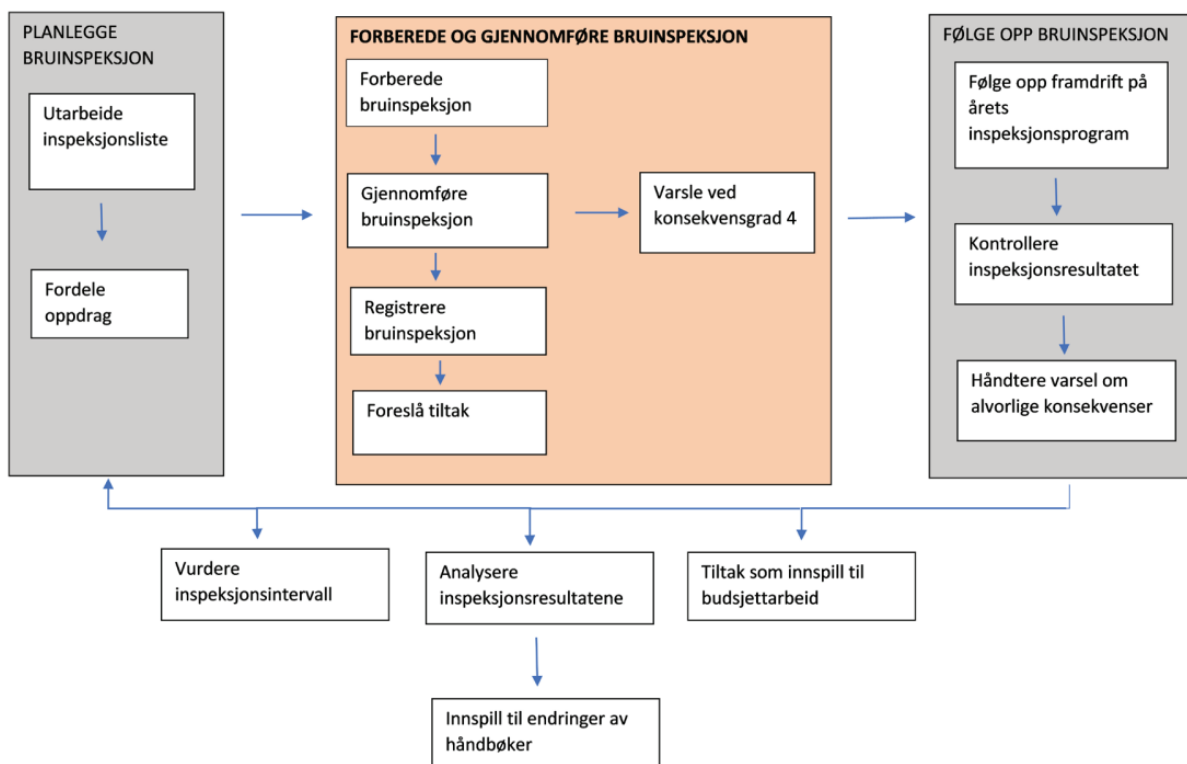 PLANLEGGE
BRUINSPEKSJON
Utarbeide
inspeksjonsliste
Fordele
oppdrag
FORBEREDE OG GJENNOMFØRE BRUINSPEKSJON
Forberede
bruinspeksjon
Gjennomføre
bruinspeksjon
Varsle ved
konsekvensgrad 4
Registrere
bruinspeksjon
Foreslå tiltak
FØLGE OPP BRUINSPEKSJON
Følge opp framdrift på
årets
inspeksjonsprogram
Kontrollere
inspeksjonsresultatet
Håndtere varsel om
alvorlige konsekvenser
Vurdere
inspeksjonsintervall
Analysere
inspeksjonsresultatene
Tiltak som innspill til
budsjettarbeid
Innspill til endringer av
håndbøker